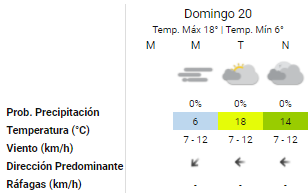 Domingo 20
Temp. Máx 18° | Temp. Mín 6°
M M T N
Prob. Precipitación 0% 0% 0%
Temperatura (°C) 6 18 14
Viento (km/h) 7 - 12 7 - 12 7 - 12
Dirección Predominante
Ráfagas (km/h) - - -